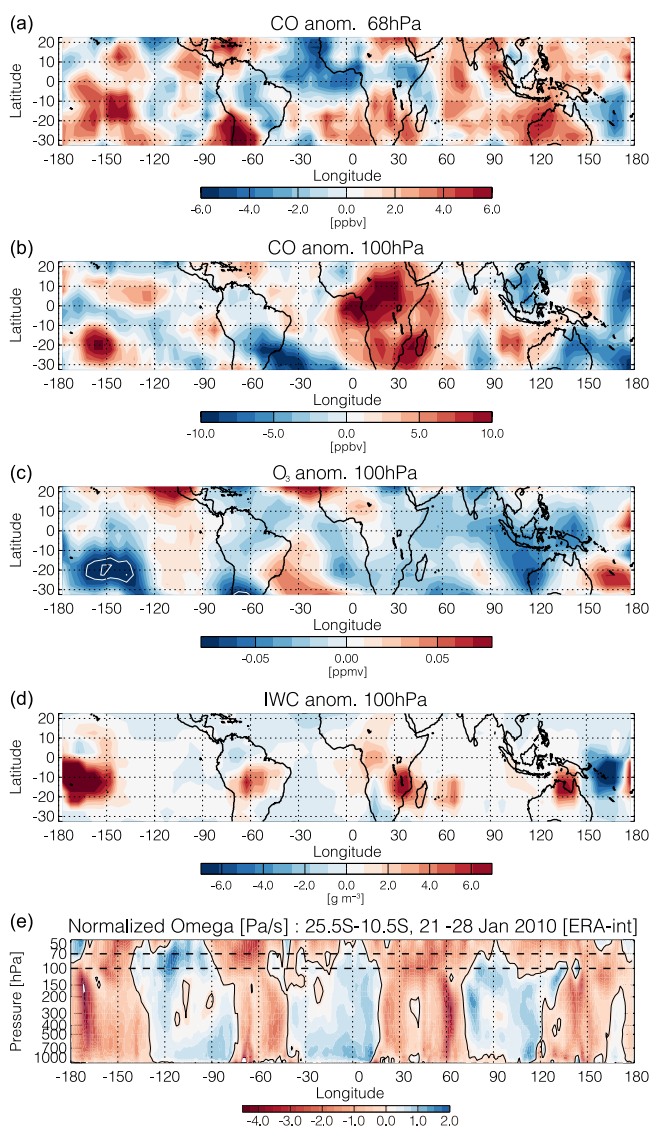 (a)
CO anom. 68hPa
Latitude
20
10
0
-10
-20
-30
-180 -150 -120 -90 -60 -30 0 30 60 90 120 150 180
Longitude
-6.0 -4.0 -2.0 0.0 2.0 4.0 6.0
[ppbv]
(b)
CO anom. 100hPa
Latitude
20
10
0
-10
-20
-30
-180 -150 -120 -90 -60 -30 0 30 60 90 120 150 180
Longitude
-10.0 -5.0 0.0 5.0 10.0
[ppbv]
(c)
O₃ anom. 100hPa
Latitude
20
10
0
-10
-20
-30
-180 -150 -120 -90 -60 -30 0 30 60 90 120 150 180
Longitude
-0.05 0.00 0.05
[ppmv]
(d)
IWC anom. 100hPa
Latitude
20
10
0
-10
-20
-30
-180 -150 -120 -90 -60 -30 0 30 60 90 120 150 180
Longitude
-6.0 -4.0 -2.0 0.0 2.0 4.0 6.0
[g m⁻³]
(e)
Normalized Omega [Pa/s] : 25.5S-10.5S, 21 -28 Jan 2010 [ERA-int]
Pressure [hPa]
50
70
100
150
200
300
400
500
700
1000
-180 -150 -120 -90 -60 -30 0 30 60 90 120 150 180
Longitude
-4.0 -3.0 -2.0 -1.0 0.0 1.0 2.0